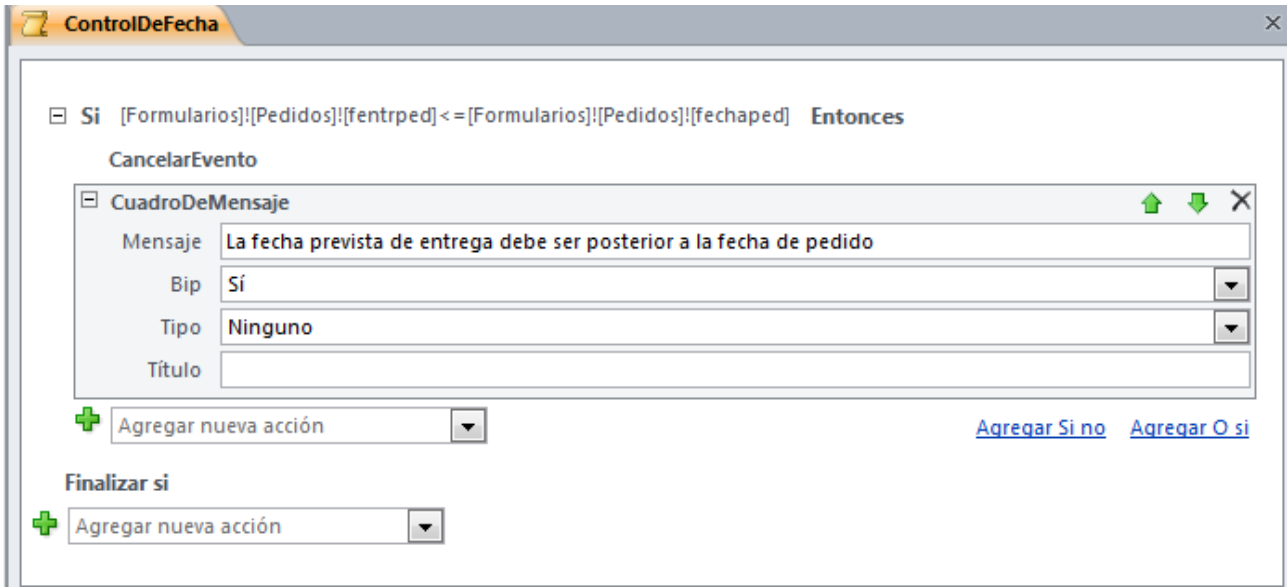 ControlDeFecha
Si [Formularios]![Pedidos]![fentrped]<=[Formularios]![Pedidos]![fechaped] Entonces
CancelarEvento
CuadroDeMensaje
Mensaje La fecha prevista de entrega debe ser posterior a la fecha de pedido
Bip Sí
Tipo Ninguno
Título
Agregar nueva acción Agregar Si no Agregar O si
Finalizar si
Agregar nueva acción